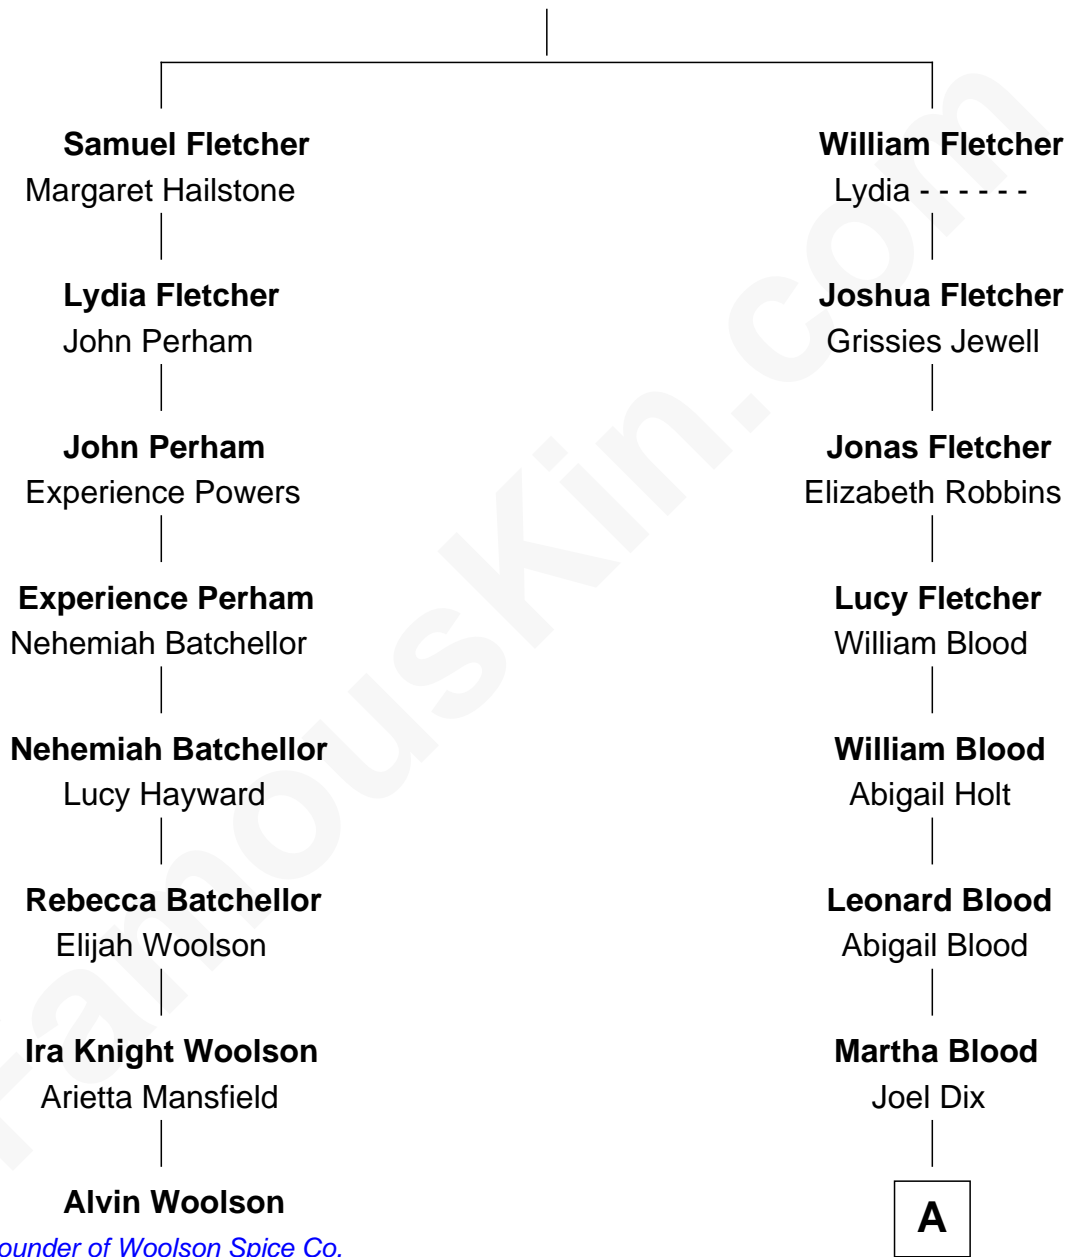 Samuel Fletcher
Margaret Hailstone
Lydia Fletcher
John Perham
John Perham
Experience Powers
Experience Perham
Nehemiah Batchellor
Nehemiah Batchellor
Lucy Hayward
Rebecca Batchellor
Elijah Woolson
Ira Knight Woolson
Arietta Mansfield
Alvin Woolson
ounder of Woolson Spice Co.
William Fletcher
Lydia - - - - - -
Joshua Fletcher
Grissies Jewell
Jonas Fletcher
Elizabeth Robbins
Lucy Fletcher
William Blood
William Blood
Abigail Holt
Leonard Blood
Abigail Blood
Martha Blood
Joel Dix
A
FamousKin.com